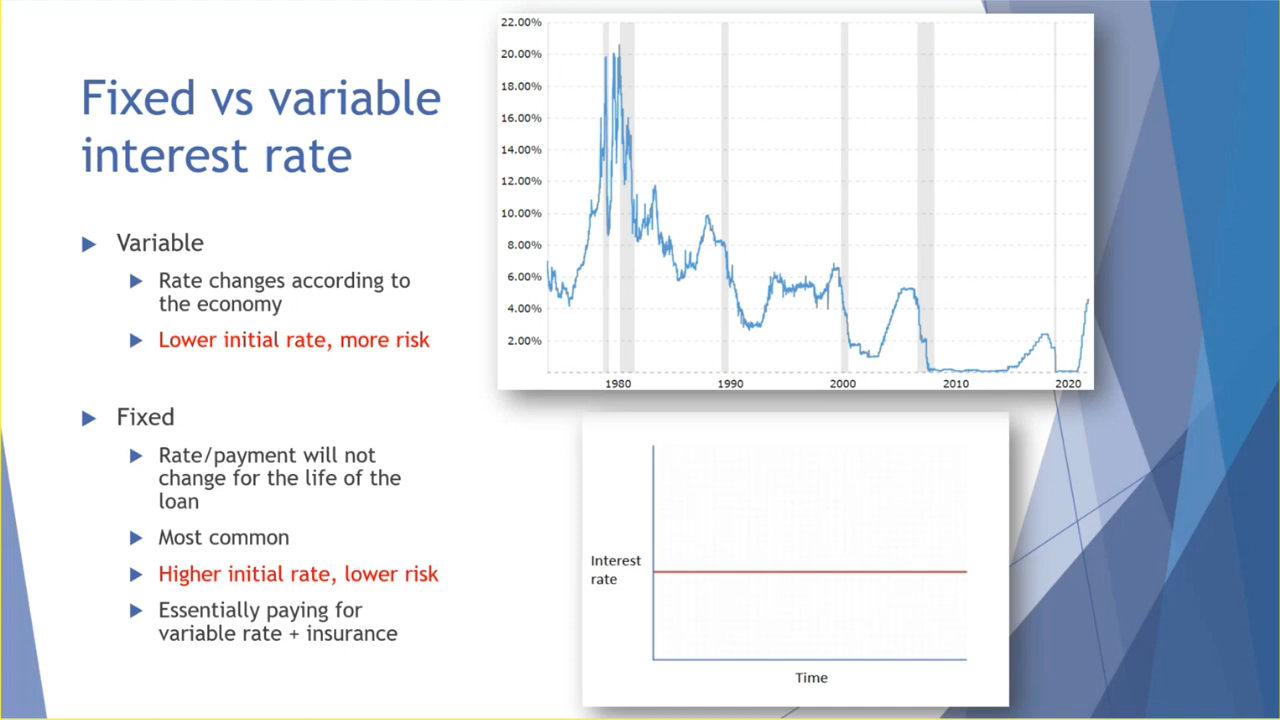 Fixed vs variable
interest rate
Variable
Rate changes according to
the economy
Lower initial rate, more risk
Fixed
Rate/payment will not
change for the life of the
loan
Most common
Higher initial rate, lower risk
Essentially paying for
variable rate + insurance
22.00%
20.00%
18.00%
16.00%
14.00%
12.00%
10.00%
8.00%
6.00%
4.00%
2.00%
1980 1990 2000 2010 2020
Interest
rate
Time